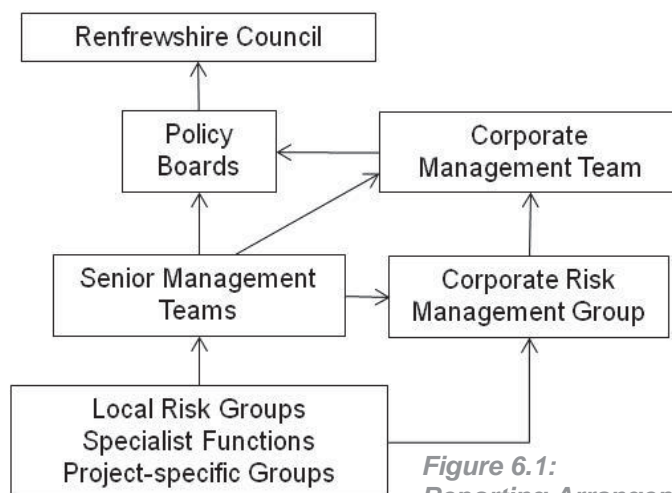 Renfrewshire Council
Policy
Boards
Corporate
Management Team
Senior Management
Teams
Corporate Risk
Management Group
Local Risk Groups
Specialist Functions
Project-specific Groups
Figure 6.1: